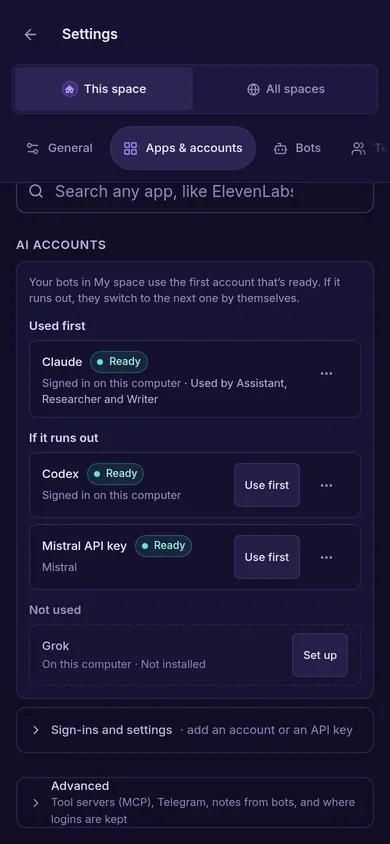 Settings
This space
All spaces
General
Apps & accounts
Bots
Te
Search any app, like ElevenLabs
AI ACCOUNTS
Your bots in My space use the first account that's ready. If it
runs out, they switch to the next one by themselves.
Used first
Claude
Ready
Signed in on this computer · Used by Assistant,
Researcher and Writer
If it runs out
Codex
Ready
Signed in on this computer
Use first
Mistral API key
Ready
Mistral
Use first
Not used
Grok
On this computer · Not installed
Set up
Sign-ins and settings · add an account or an API key
Advanced
Tool servers (MCP), Telegram, notes from bots, and where
logins are kept